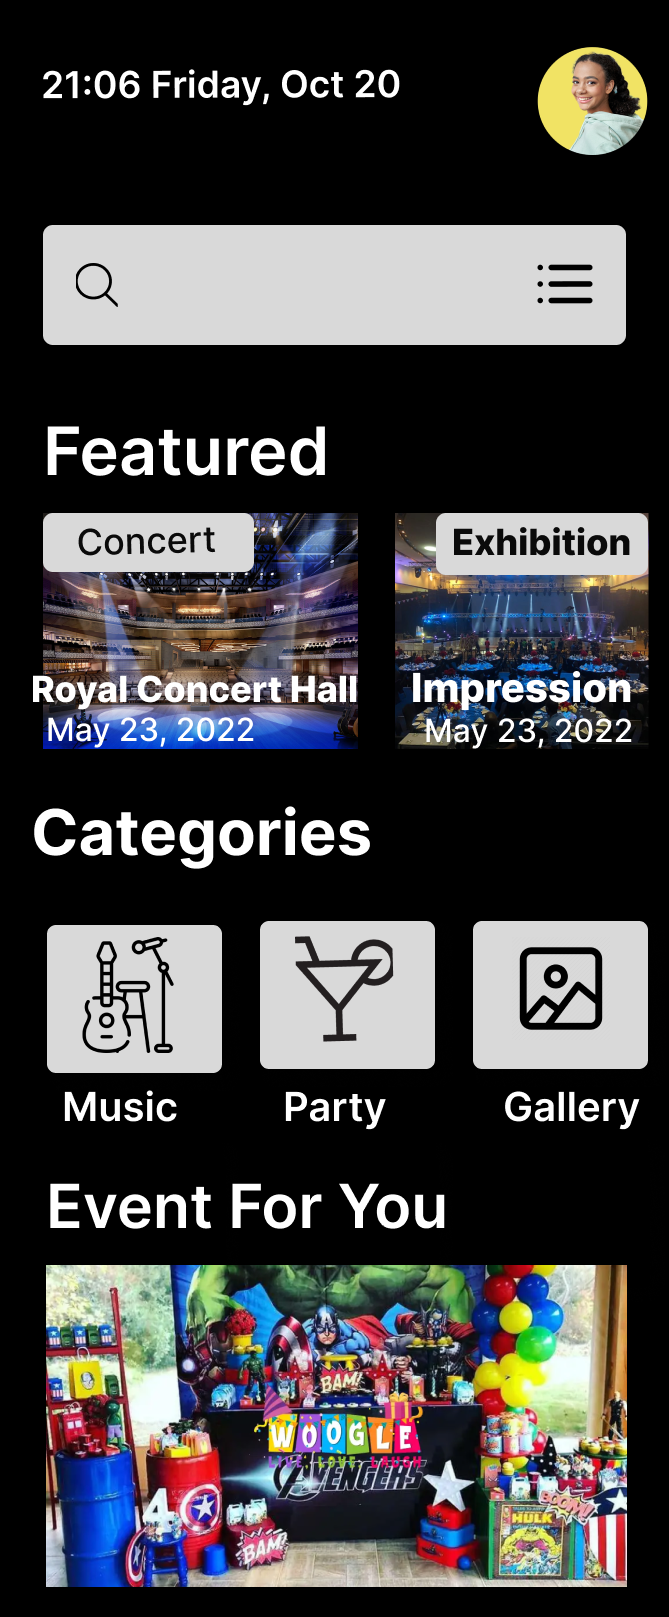 21:06 Friday, Oct 20
Featured
Concert
Royal Concert Hall
May 23, 2022
Exhibition
Impression
May 23, 2022
Categories
Music
Party
Gallery
Event For You
BAM!
WOOGLE
LIVE. LOVE. LAUGH
AVENGERS
4
BOOM!
HULK
BAM!